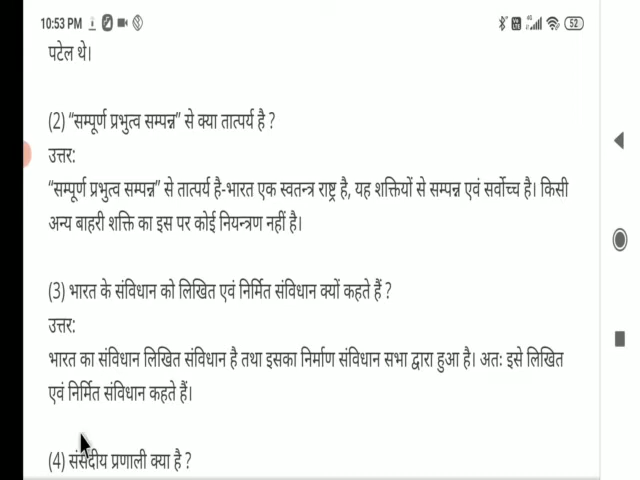 10:53 PM 52
पटेल थे।
(2) “सम्पूर्ण प्रभुत्व सम्पन्न” से क्या तात्पर्य है ?
उत्तर:
“सम्पूर्ण प्रभुत्व सम्पन्न” से तात्पर्य है-भारत एक स्वतन्त्र राष्ट्र है, यह शक्तियों से सम्पन्न एवं सर्वोच्च है। किसी
अन्य बाहरी शक्ति का इस पर कोई नियन्त्रण नहीं है।
(3) भारत के संविधान को लिखित एवं निर्मित संविधान क्यों कहते हैं ?
उत्तर:
भारत का संविधान लिखित संविधान है तथा इसका निर्माण संविधान सभा द्वारा हुआ है। अतः इसे लिखित
एवं निर्मित संविधान कहते हैं।
(4) संसदीय प्रणाली क्या है ?